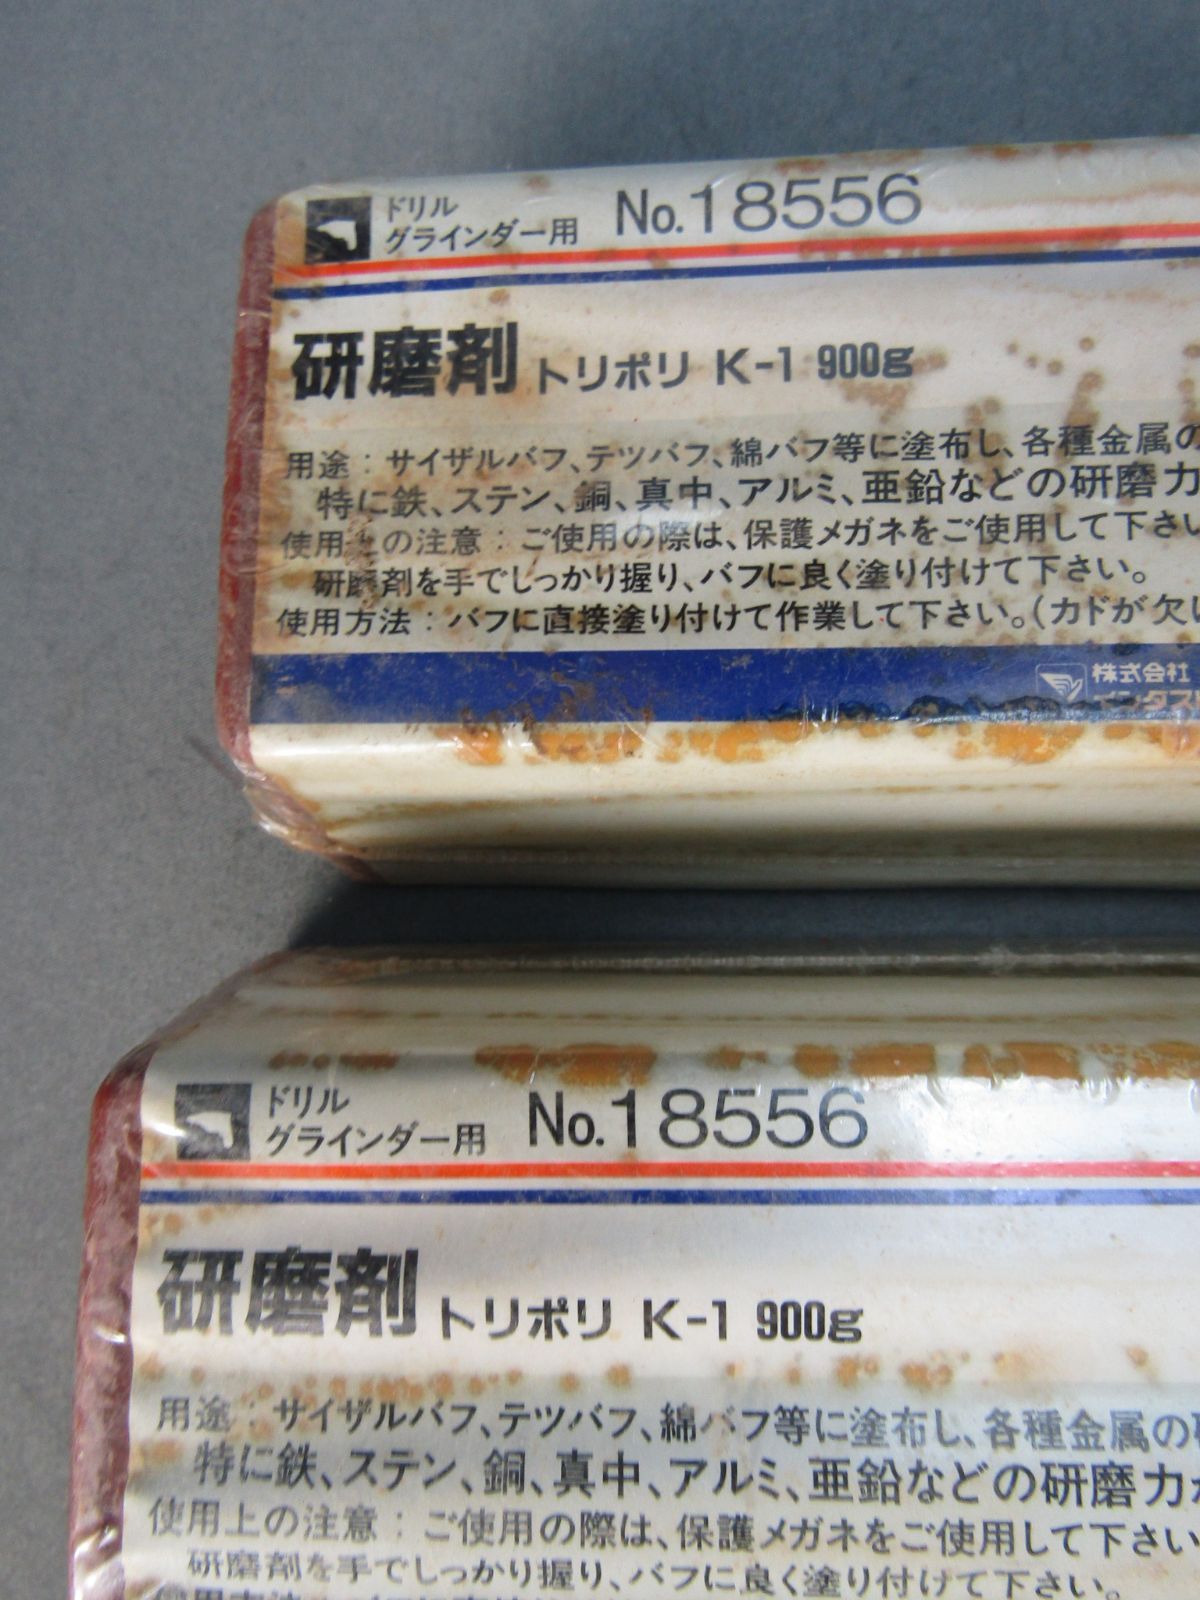 ドリル
グラインダー用 No.18556
研磨剤 トリポリ K-1 900g
用途：サイザルバフ、テツバフ、綿バフ等に塗布し、各種金属の
特に鉄、ステン、銅、真中、アルミ、亜鉛などの研磨力
使用上の注意：ご使用の際は、保護メガネをご使用して下さい
研磨剤を手でしっかり握り、バフに良く塗り付けて下さい。
使用方法：バフに直接塗り付けて作業して下さい。(カドが欠け
株式会社
ドリル
グラインダー用 No.18556
研磨剤 トリポリ K-1 900g
用途：サイザルバフ、テツバフ、綿バフ等に塗布し、各種金属の
特に鉄、ステン、銅、真中、アルミ、亜鉛などの研磨力
使用上の注意：ご使用の際は、保護メガネをご使用して下さい
研磨剤を手でしっかり握り、バフに良く塗り付けて下さい。